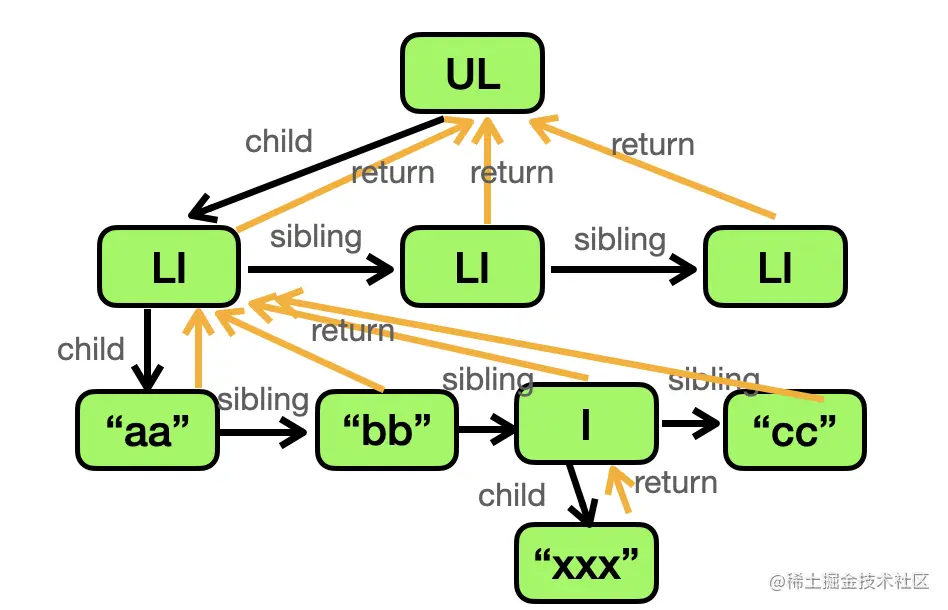 UL
child
return
return
return
LI
sibling
LI
sibling
LI
child
return
sibling
sibling
sibling
“aa”
“bb”
I
“cc”
child
return
“xxx”
@稀土掘金技术社区